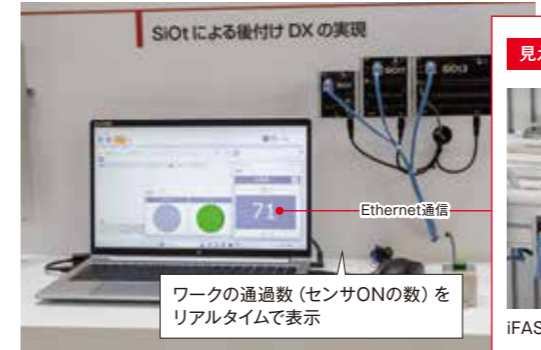 SiOtによる後付け DX の実現
見
SiOt3
71
Ethernet通信
ワークの通過数（センサONの数）を
リアルタイムで表示
iFAS